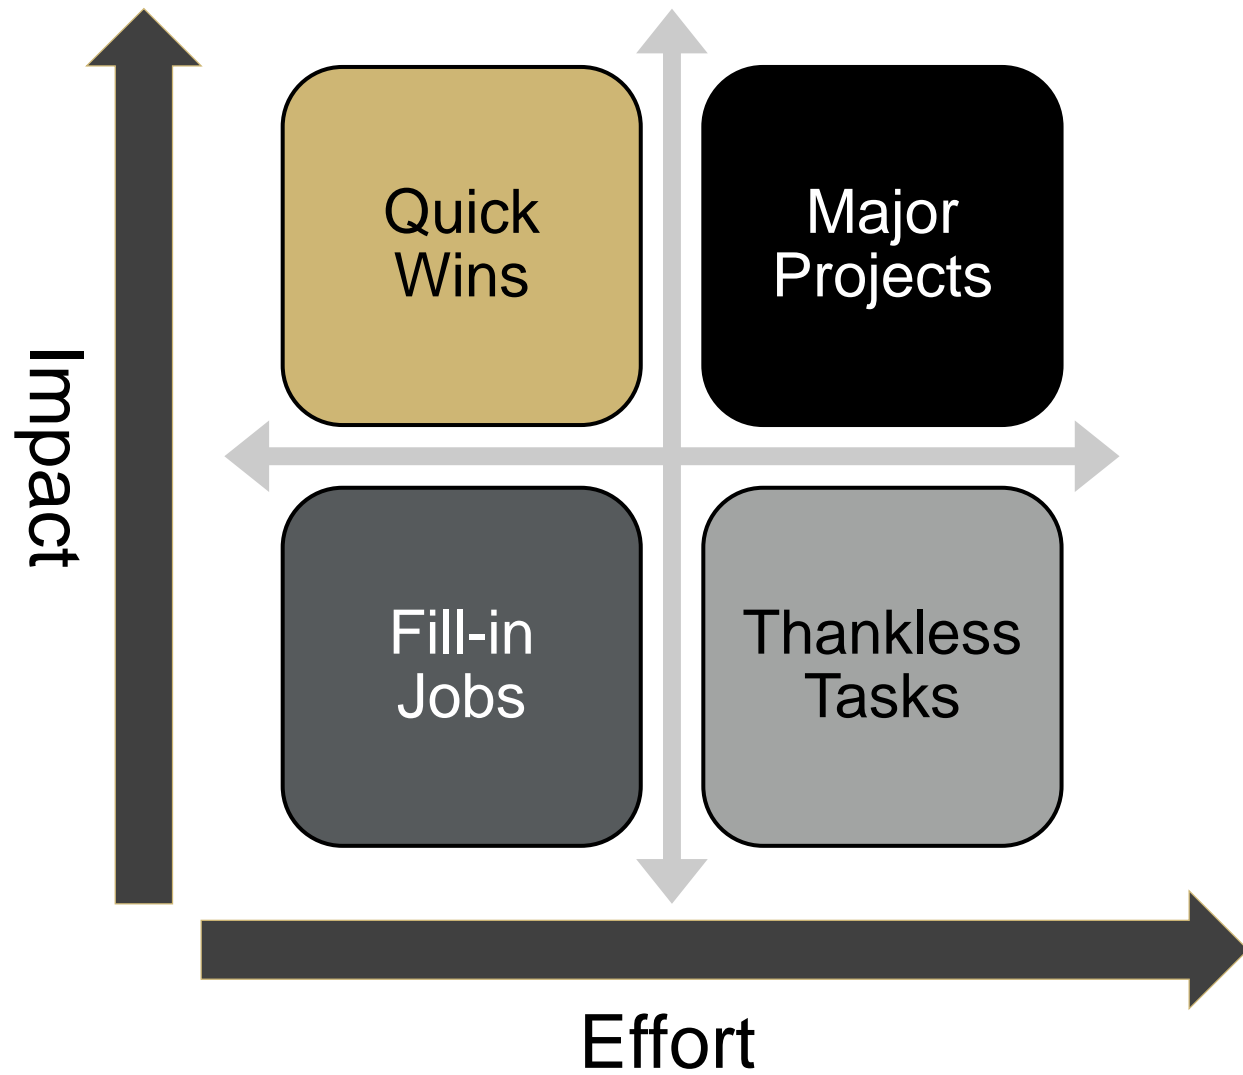 Impact
Quick
Wins
Major
Projects
Fill-in
Jobs
Thankless
Tasks
Effort